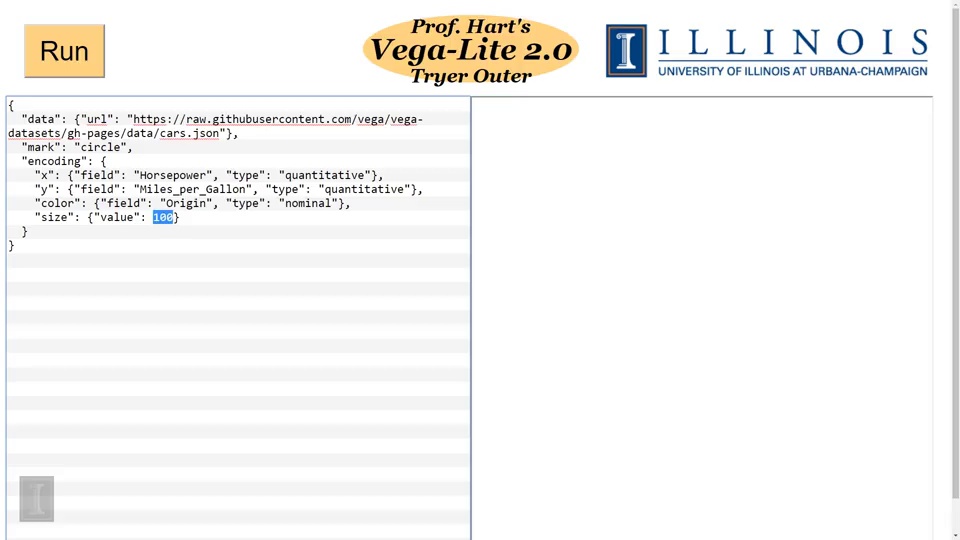 Run
Prof. Hart's
Vega-Lite 2.0
Tryer Outer
I ILLINOIS
UNIVERSITY OF ILLINOIS AT URBANA-CHAMPAIGN
{
  "data": {"url": "https://raw.githubusercontent.com/vega/vega-
datasets/gh-pages/data/cars.json"},
  "mark": "circle",
  "encoding": {
    "x": {"field": "Horsepower", "type": "quantitative"},
    "y": {"field": "Miles_per_Gallon", "type": "quantitative"},
    "color": {"field": "Origin", "type": "nominal"},
    "size": {"value": 100}
  }
}
I